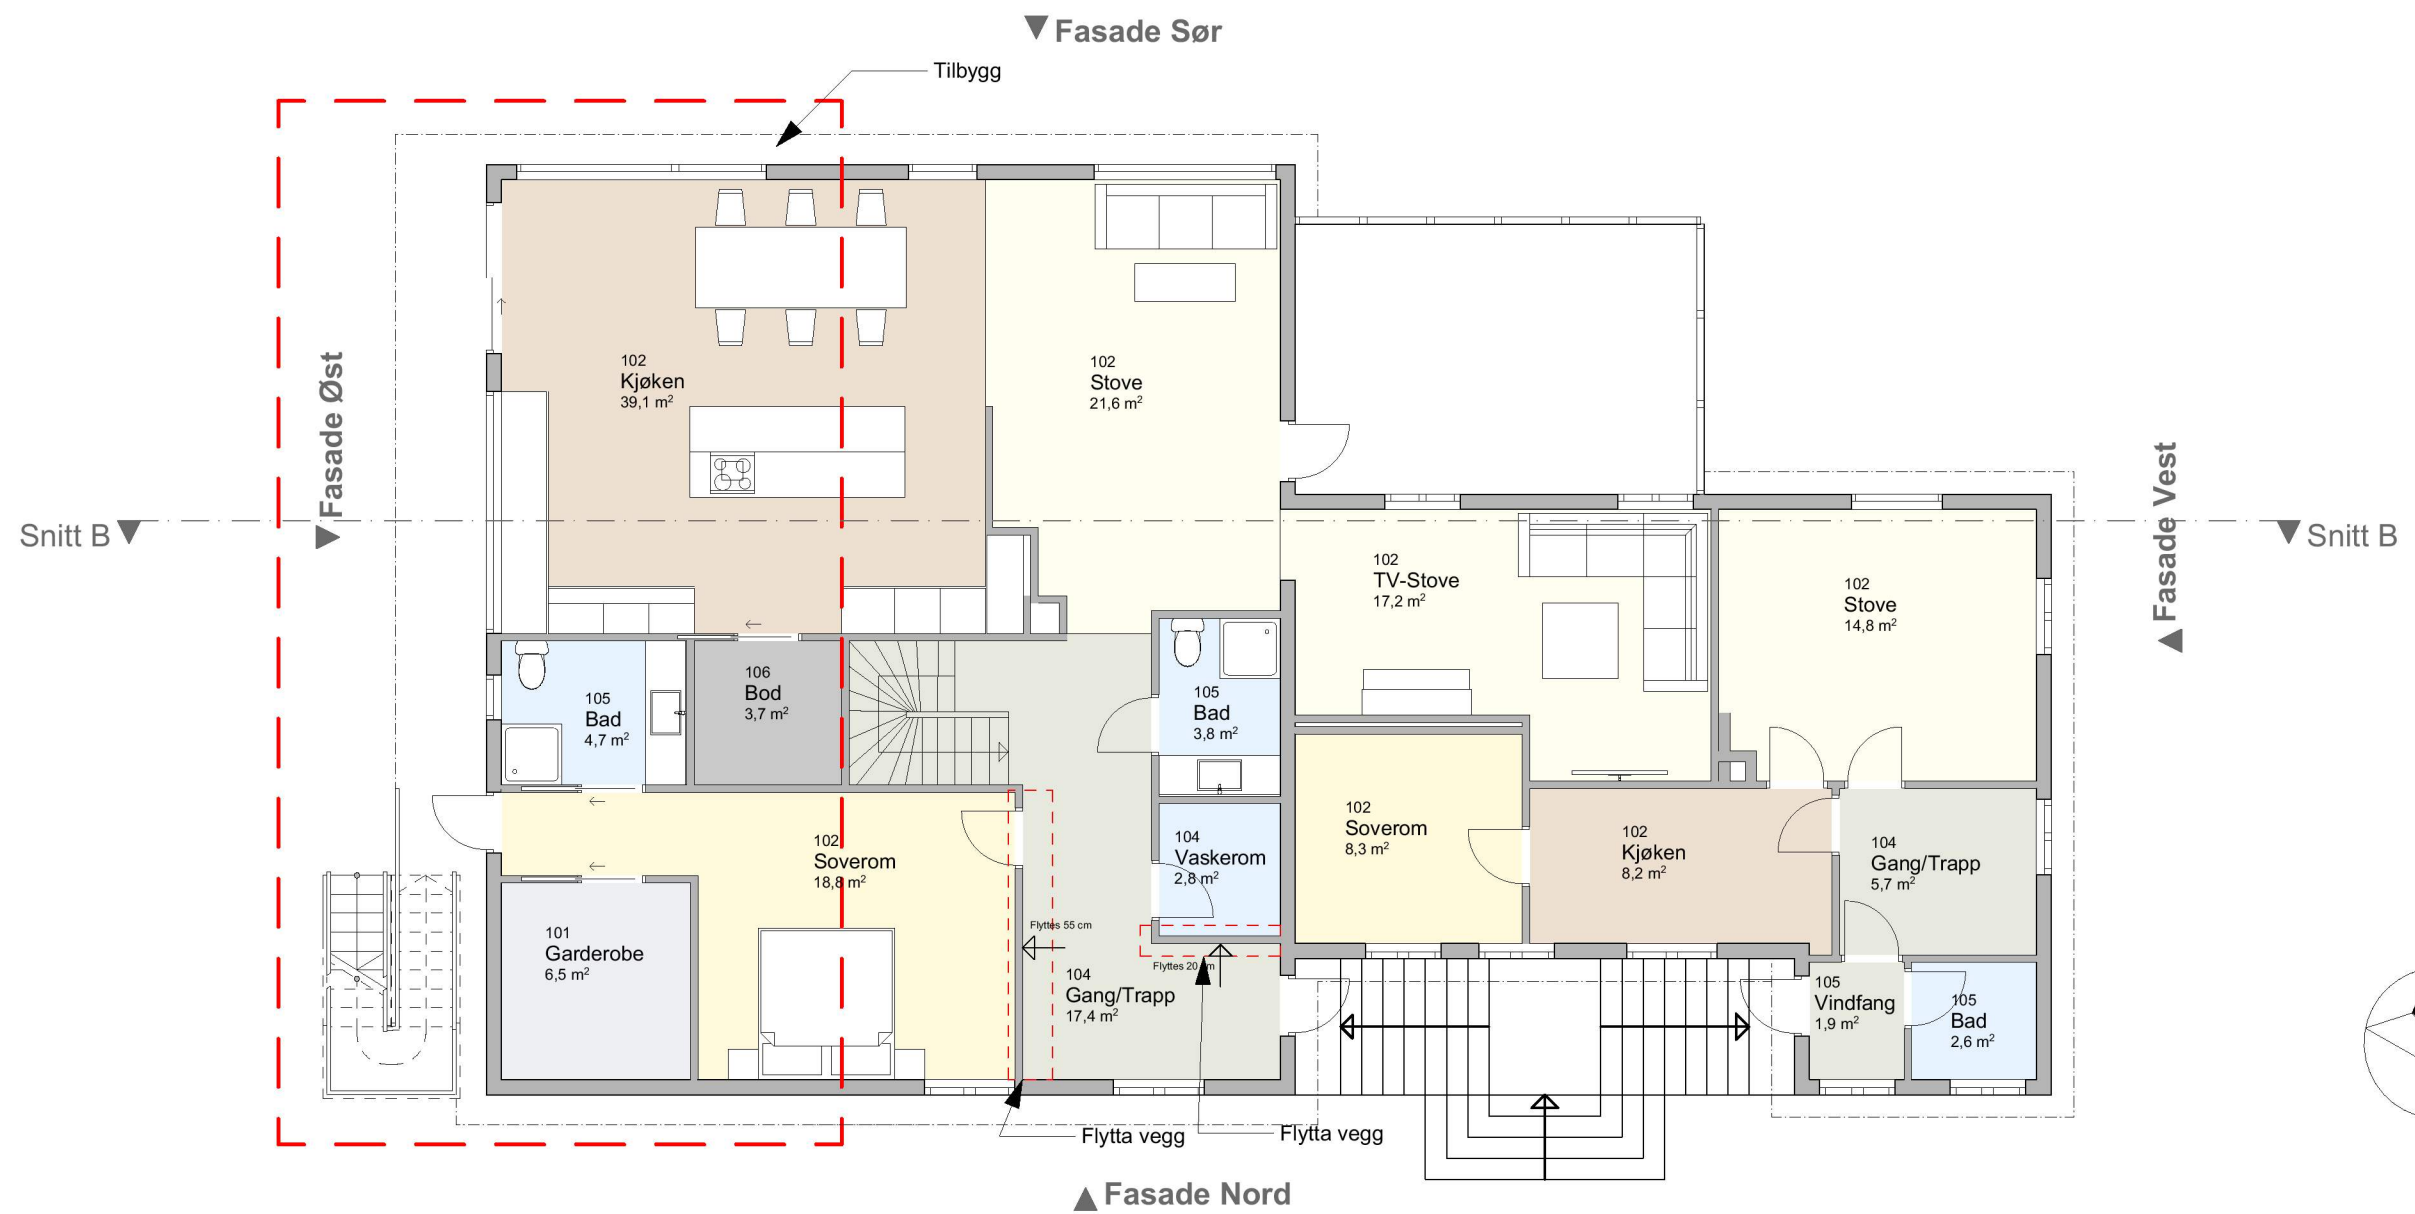 Fasade Sør
Tilbygg
Fasade Øst
Fasade Vest
Snitt B
Snitt B
102
Kjøken
39,1 m²
102
Stove
21,6 m²
102
TV-Stove
17,2 m²
102
Stove
14,8 m²
105
Bad
4,7 m²
106
Bod
3,7 m²
105
Bad
3,8 m²
102
Soverom
18,8 m²
104
Vaskerom
2,8 m²
102
Soverom
8,3 m²
102
Kjøken
8,2 m²
104
Gang/Trapp
5,7 m²
101
Garderobe
6,5 m²
Flyttes 55 cm
Flyttes 20 cm
104
Gang/Trapp
17,4 m²
105
Vindfang
1,9 m²
105
Bad
2,6 m²
Flytta vegg
Flytta vegg
Fasade Nord